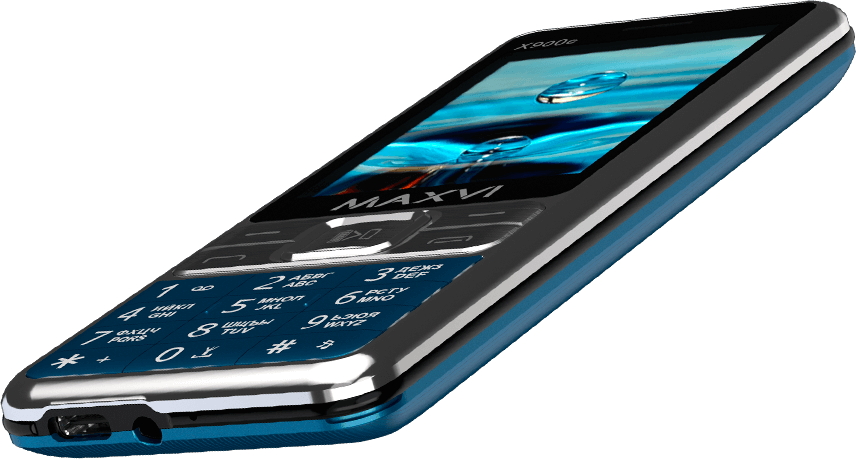 X900e
MAXVI
1
2 АБВГ
ABC
3 ДЕЖЗ
DEF
4 ИЙКЛ
GHI
5 МНОП
JKL
6 РСТУ
MNO
7 ФХЦЧ
PQRS
8 ШЩЪЫ
TUV
9 ЬЭЮЯ
WXYZ
* +
0
#